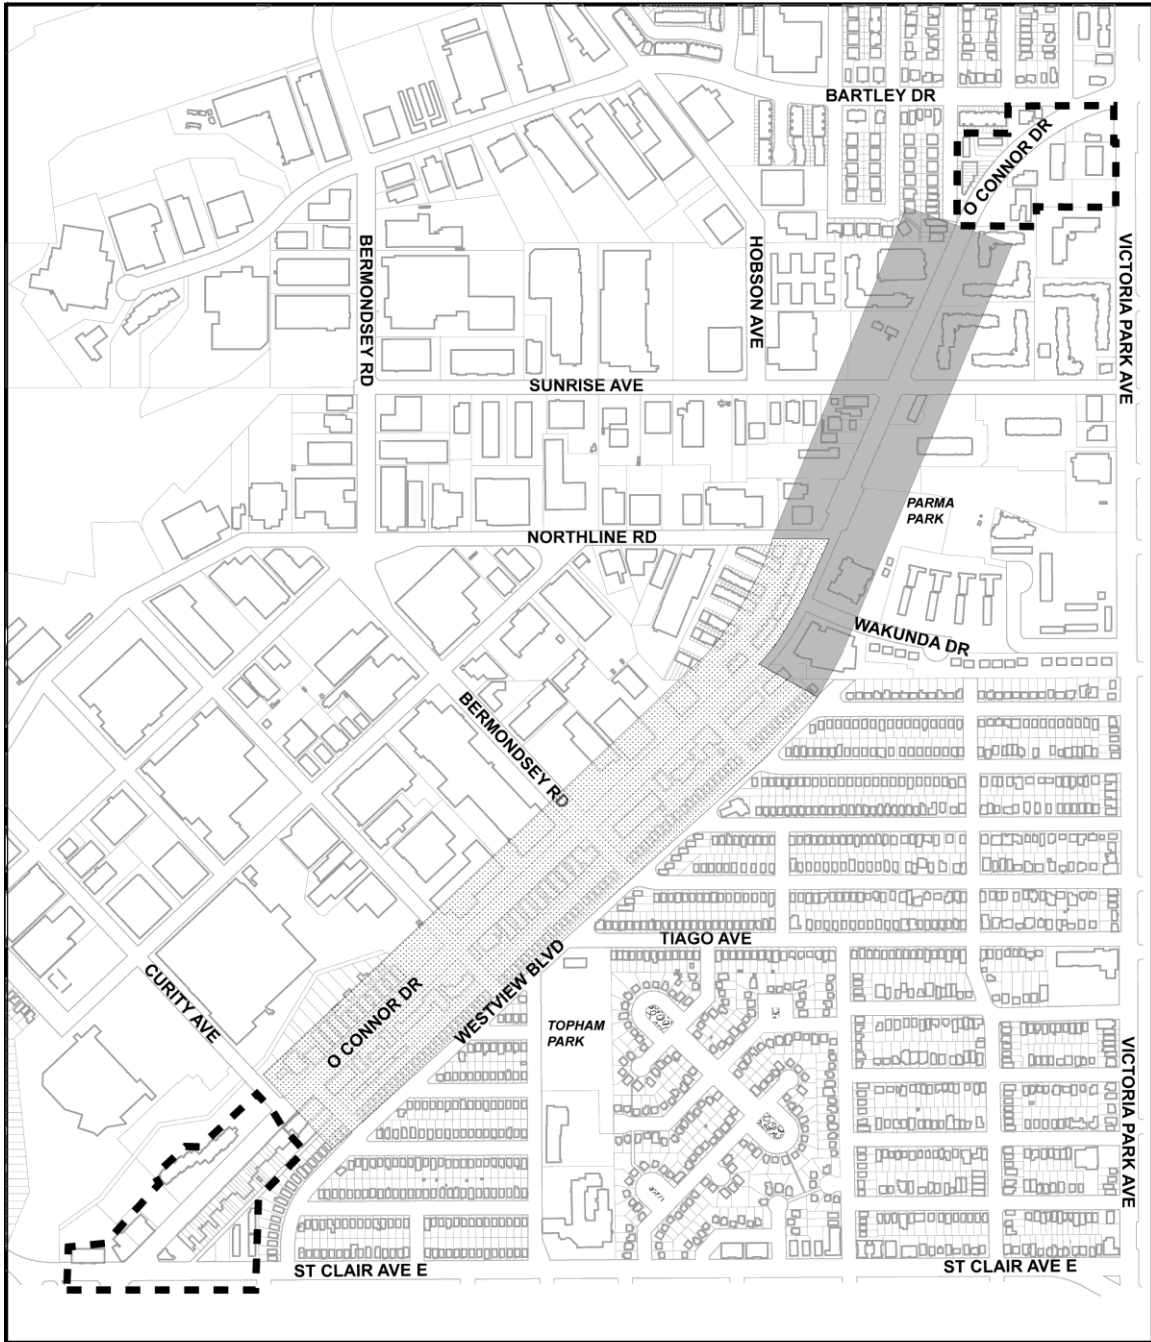 BARTLEY DR
O CONNOR DR
BERMONDSEY RD
HOBSON AVE
VICTORIA PARK AVE
SUNRISE AVE
PARMA
PARK
NORTHLINE RD
WAKUNDA DR
BERMONDSEY RD
TIAGO AVE
WESTVIEW BLVD
O CONNOR DR
CURITY AVE
TOPHAM
PARK
VICTORIA PARK AVE
ST CLAIR AVE E
ST CLAIR AVE E